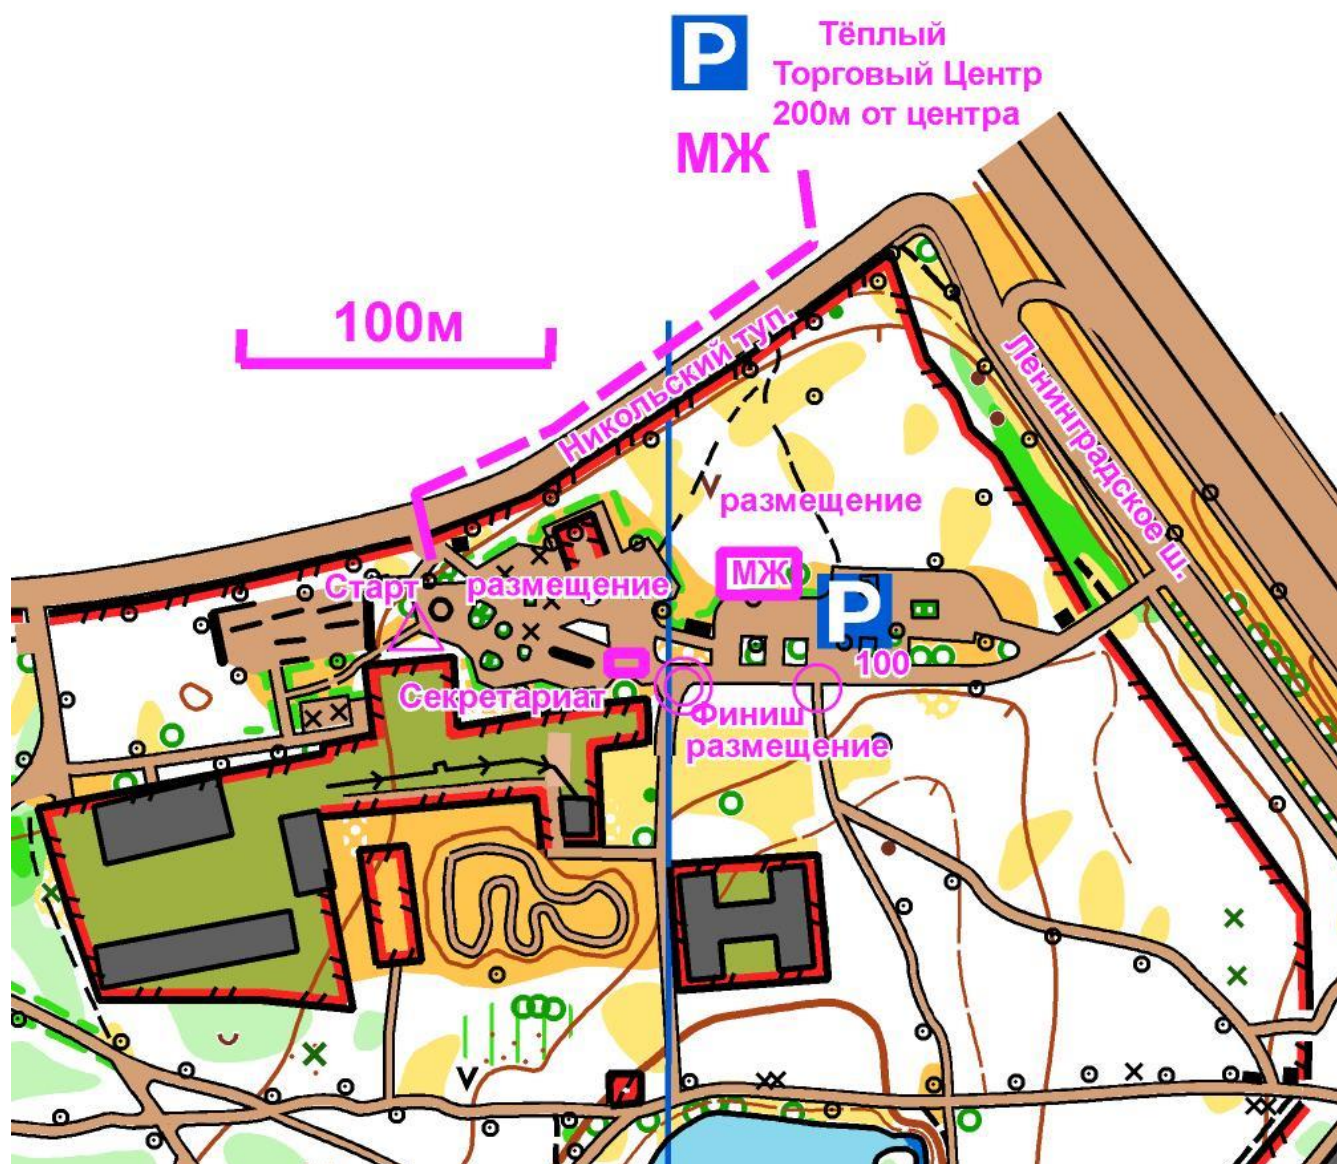 P
Тёплый
Торговый Центр
200м от центра
МЖ
100м
Никольский туп.
Ленинградское ш.
размещение
МЖ
Старт
размещение
P
100
Секретариат
Финиш
размещение